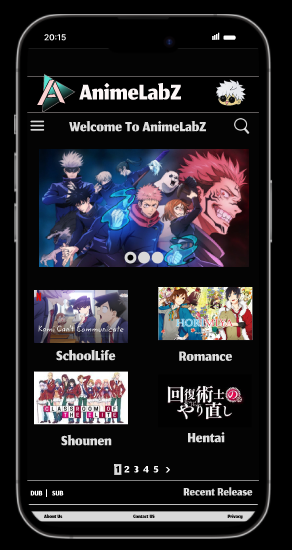 20:15
AnimeLabZ
Welcome To AnimeLabZ
Komi Can't Communicate
HORIMIYA
SchoolLife
Romance
CLASSROOM OF
THE ELITE
回復術士の
やり直し
Shounen
Hentai
1 2 3 4 5 >
DUB | SUB
Recent Release
About Us
Contact US
Privacy